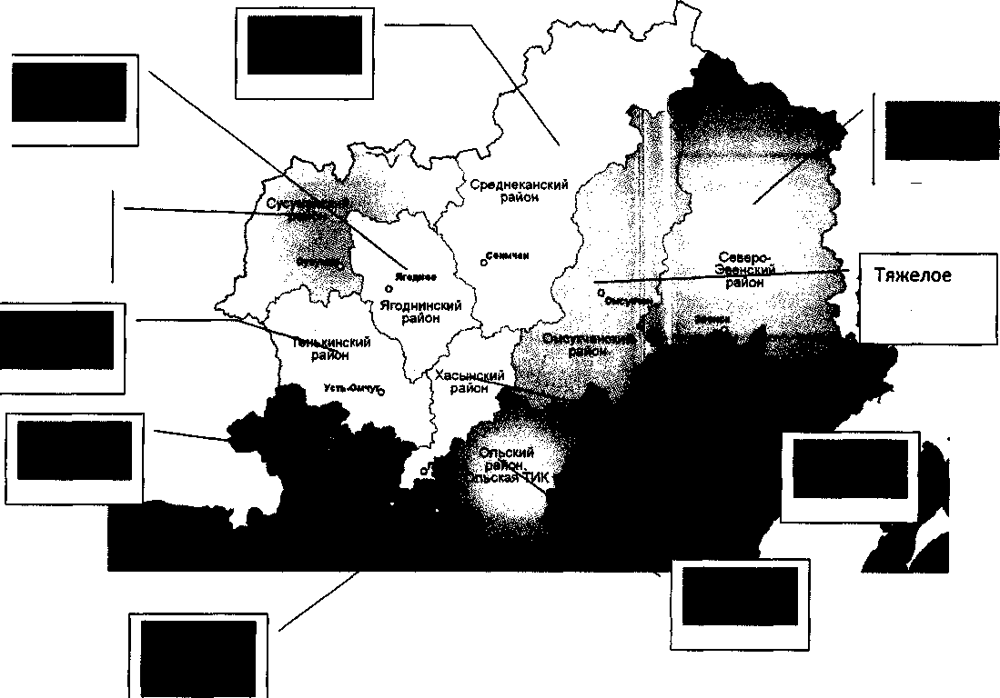 Среднеканский
район
Сеймчан
Северо-
Эвенский
район
Тяжелое
Ягодное
Ягоднинский
район
Омсукчан
Омсукчанский
район
Тенькинский
район
Хасынский
район
Усть-Омчуг
Ольский
район
Ольская ТИК